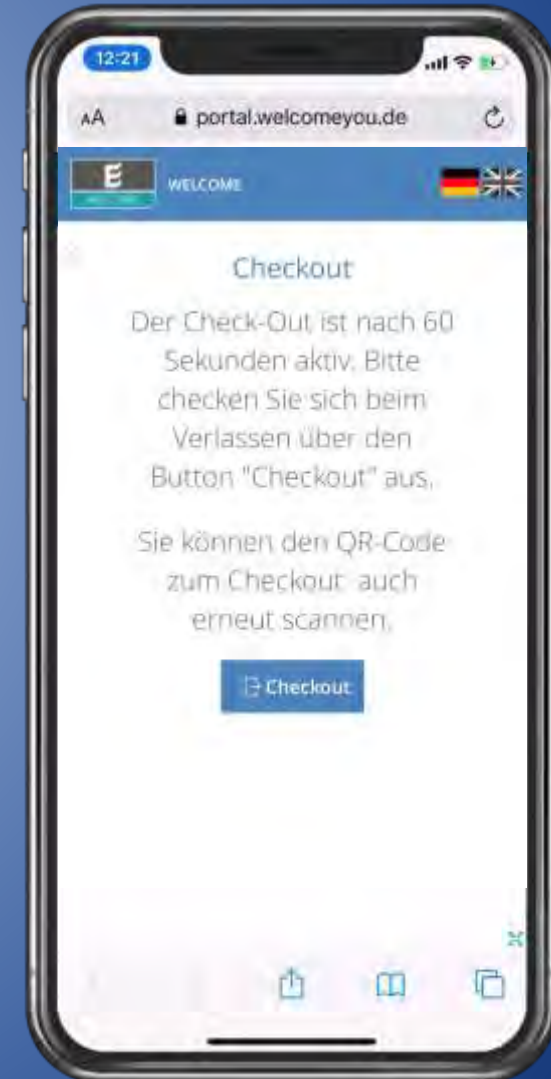 12:21
AA portal.welcomeyou.de
E WELCOME
Checkout
Der Check-Out ist nach 60
Sekunden aktiv. Bitte
checken Sie sich beim
Verlassen über den
Button "Checkout" aus.
Sie können den QR-Code
zum Checkout auch
erneut scannen.
Checkout